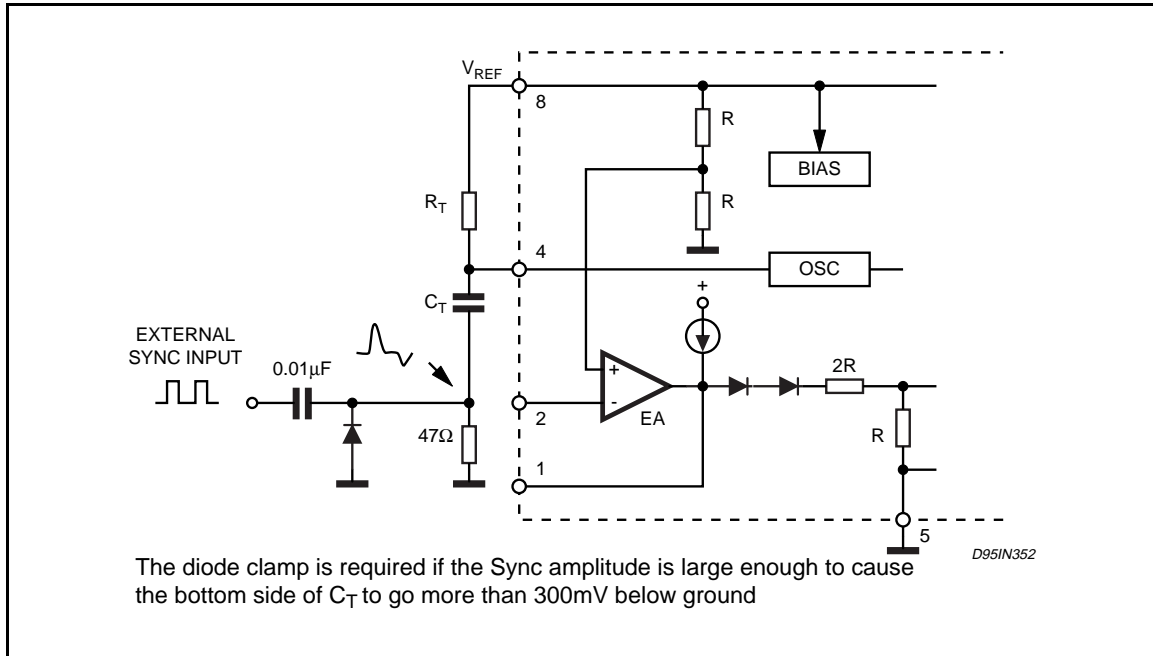 V_REF
8
R
BIAS
R
R_T
4
OSC
C_T
+
EXTERNAL
SYNC INPUT
0.01µF
2R
+
-
EA
2
47Ω
R
1
5
D95IN352
The diode clamp is required if the Sync amplitude is large enough to cause
the bottom side of C_T to go more than 300mV below ground